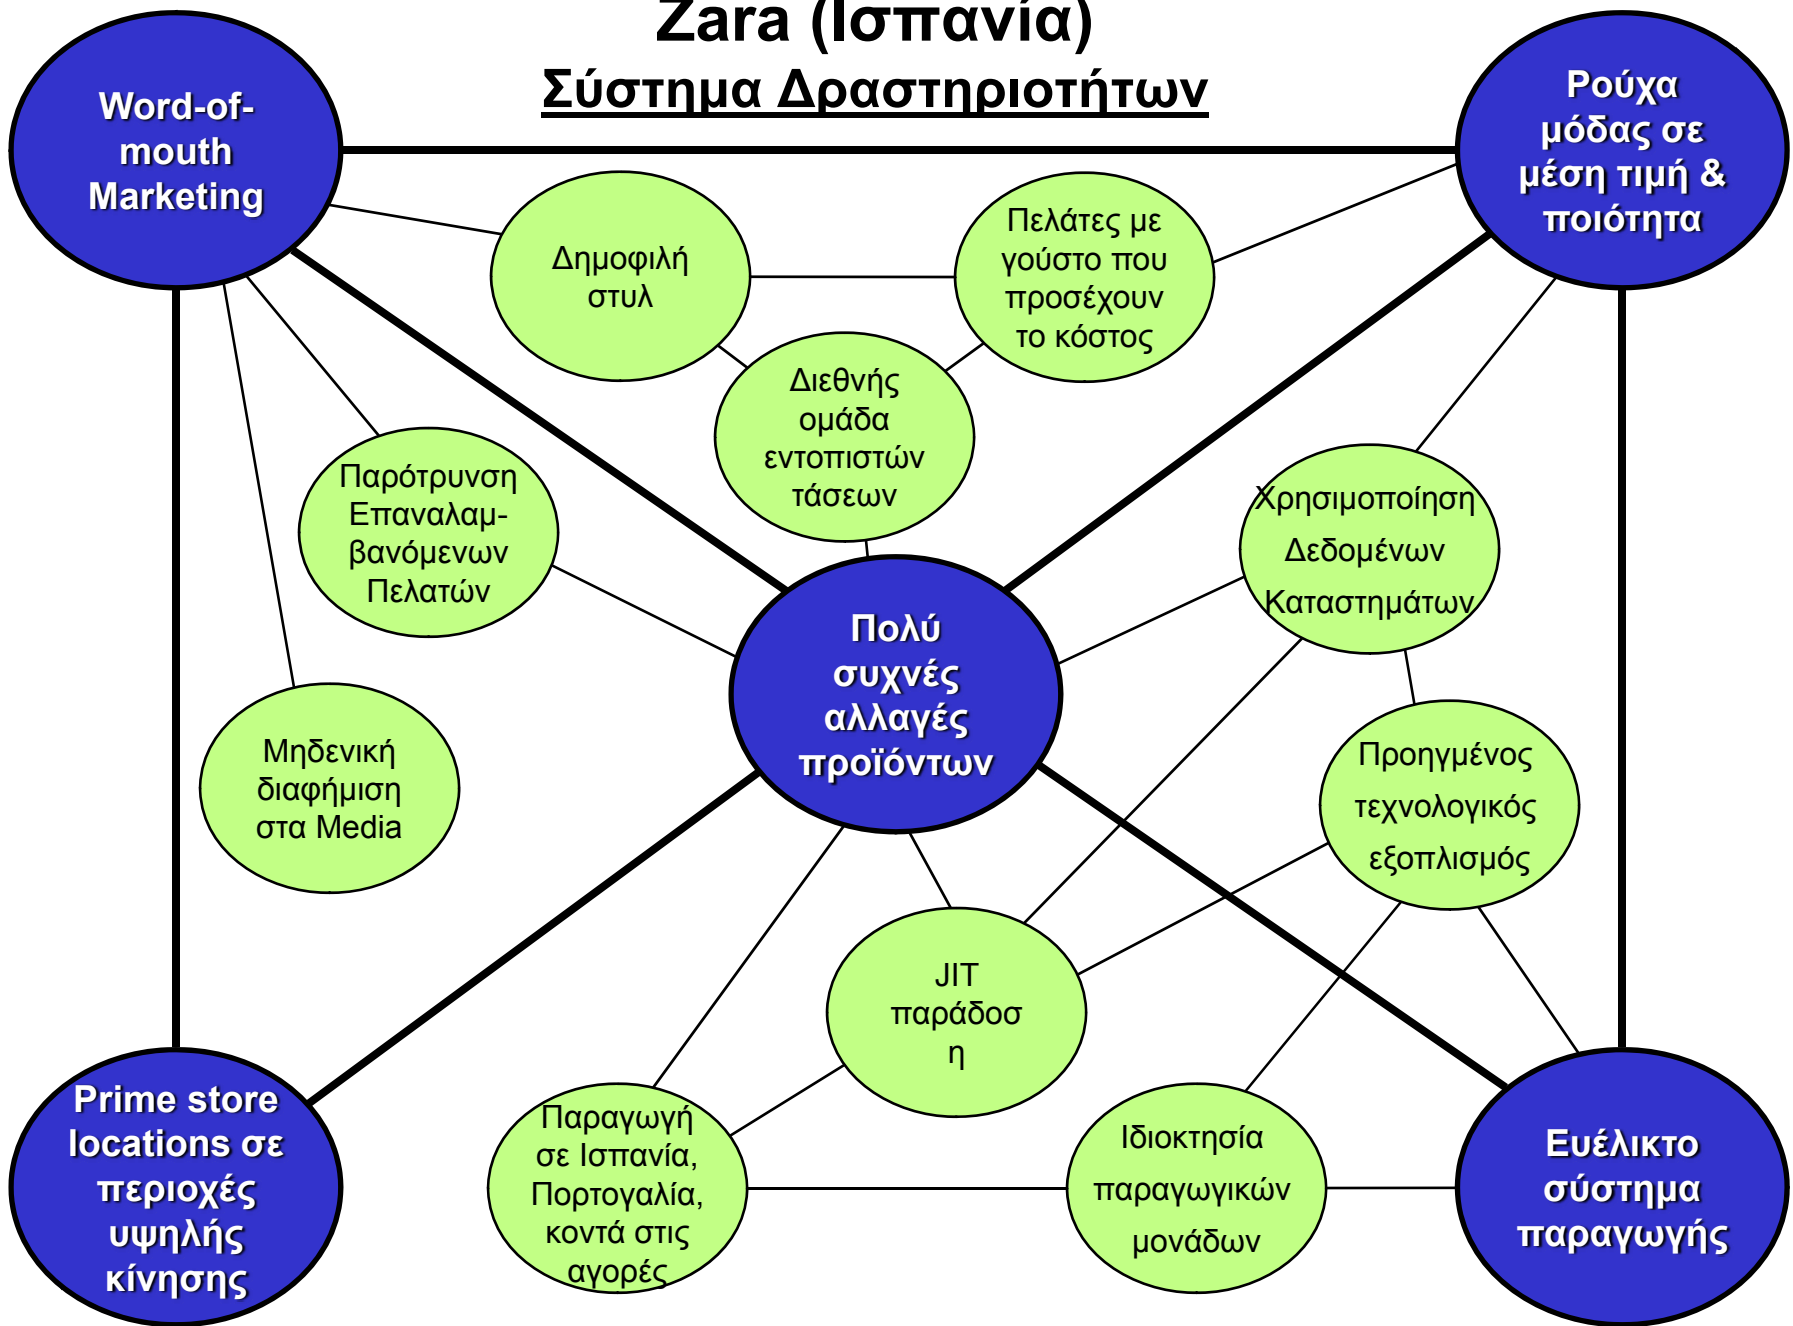 Zara (Ισπανία)
Σύστημα Δραστηριοτήτων
Word-of-
mouth
Marketing
Ρούχα
μόδας σε
μέση τιμή &
ποιότητα
Δημοφιλή
στυλ
Πελάτες με
γούστο που
προσέχουν
το κόστος
Διεθνής
ομάδα
εντοπιστών
τάσεων
Παρότρυνση
Επαναλαμ-
βανόμενων
Πελατών
Χρησιμοποίηση
Δεδομένων
Καταστημάτων
Πολύ
συχνές
αλλαγές
προϊόντων
Μηδενική
διαφήμιση
στα Media
Προηγμένος
τεχνολογικός
εξοπλισμός
JIT
παράδοσ
η
Prime store
locations σε
περιοχές
υψηλής
κίνησης
Παραγωγή
σε Ισπανία,
Πορτογαλία,
κοντά στις
αγορές
Ιδιοκτησία
παραγωγικών
μονάδων
Ευέλικτο
σύστημα
παραγωγής